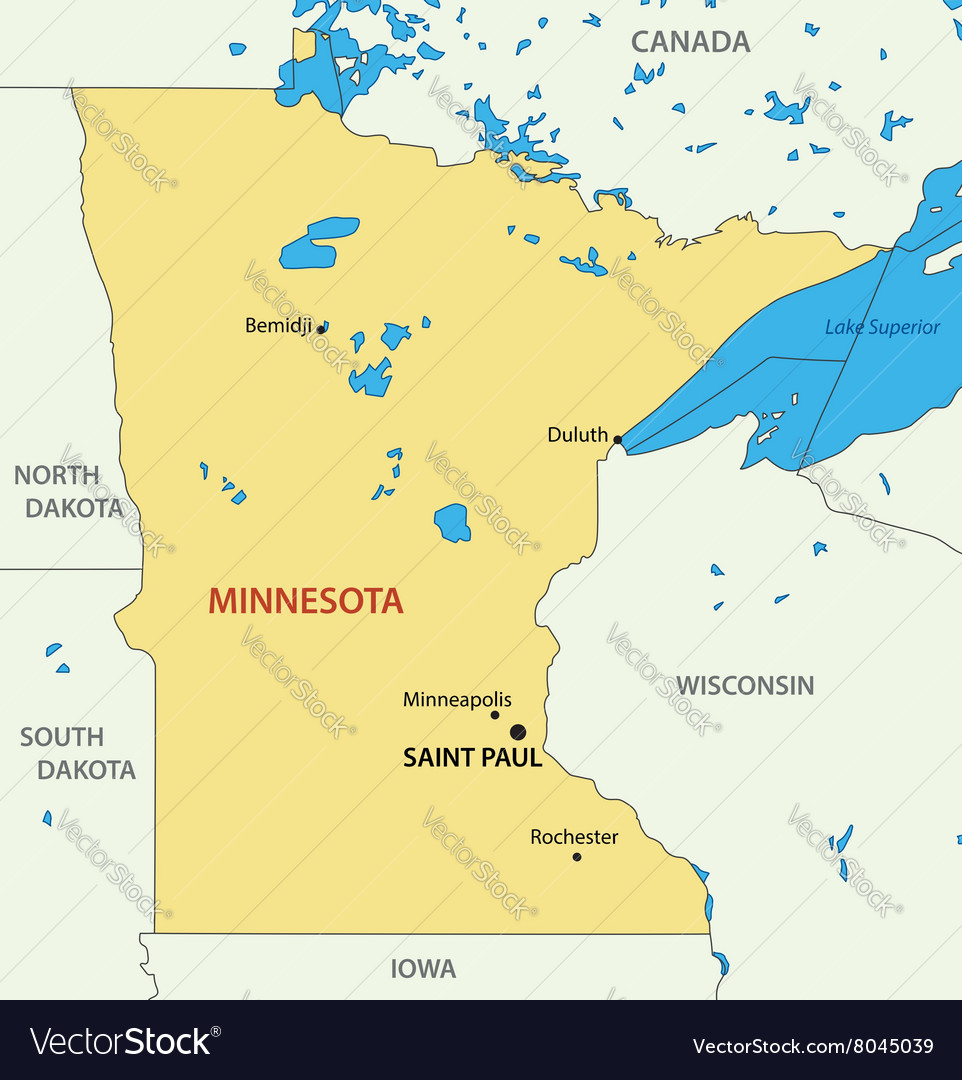 CANADA
Lake Superior
Bemidji
Duluth
NORTH
DAKOTA
MINNESOTA
WISCONSIN
Minneapolis
SAINT PAUL
SOUTH
DAKOTA
Rochester
IOWA
VectorStock®
VectorStock®
VectorStock®
VectorStock®
VectorStock®
VectorStock®
VectorStock®
VectorStock®
VectorStock®
VectorStock®
VectorStock®
VectorStock®
VectorStock®
VectorStock®
VectorStock.com/8045039